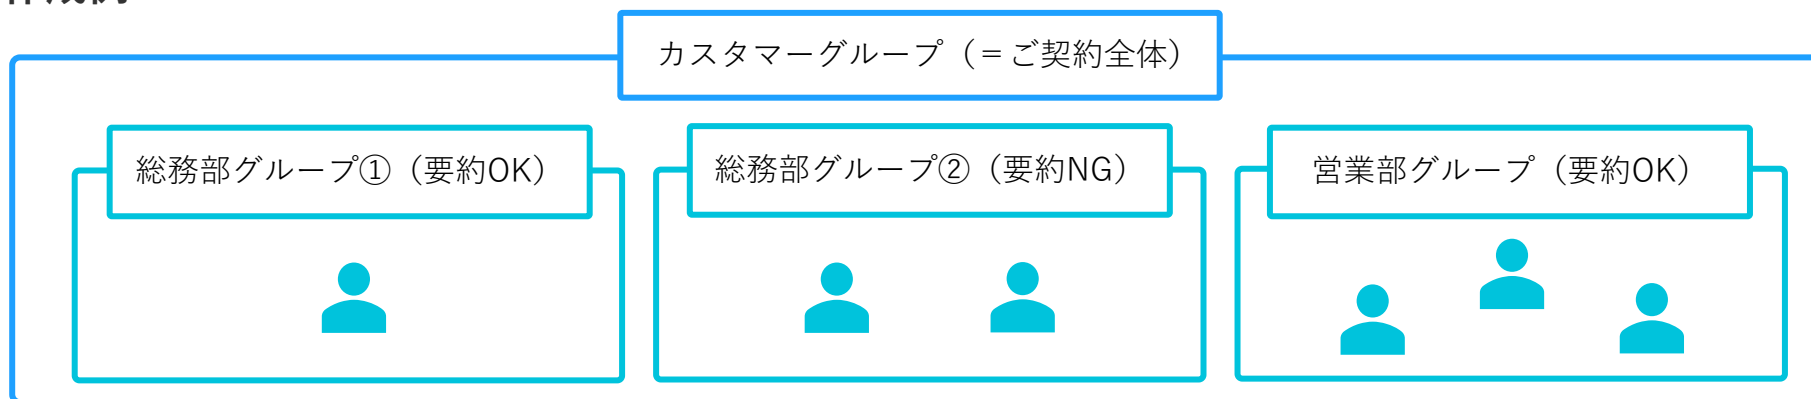 カスタマーグループ（＝ご契約全体）
総務部グループ①（要約OK）
総務部グループ②（要約NG）
営業部グループ（要約OK）